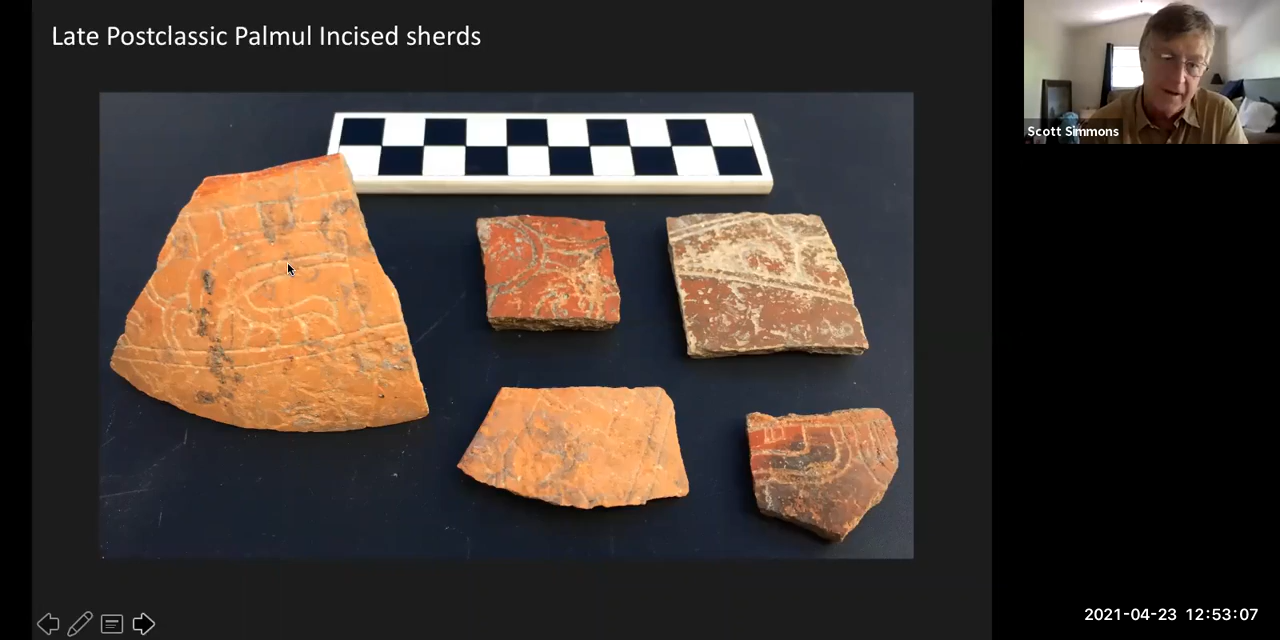 Late Postclassic Palmul Incised sherds
Scott Simmons
2021-04-23 12:53:07